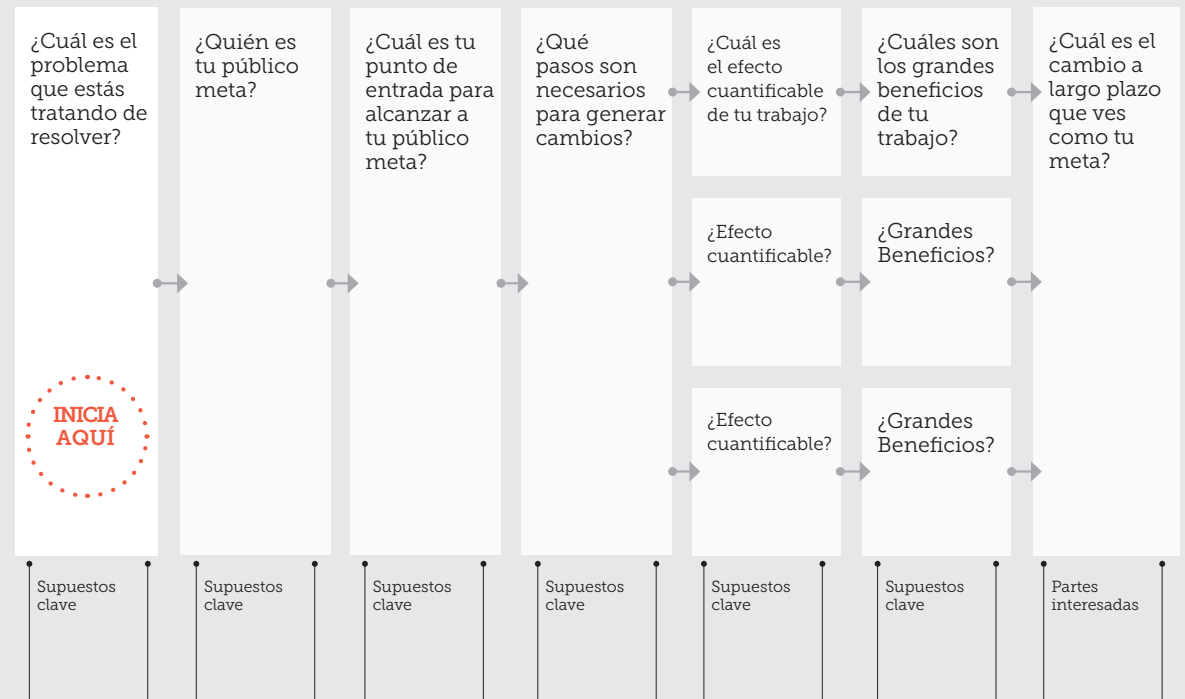 ¿Cuál es el
problema
que estás
tratando de
resolver?
INICIA
AQUÍ
¿Quién es
tu público
meta?
¿Cuál es tu
punto de
entrada para
alcanzar a
tu público
meta?
¿Qué
pasos son
necesarios
para generar
cambios?
¿Cuál es
el efecto
cuantificable
de tu trabajo?
¿Efecto
cuantificable?
¿Efecto
cuantificable?
¿Cuáles son
los grandes
beneficios
de tu
trabajo?
¿Grandes
Beneficios?
¿Grandes
Beneficios?
¿Cuál es el
cambio a
largo plazo
que ves
como tu
meta?
Supuestos
clave
Supuestos
clave
Supuestos
clave
Supuestos
clave
Supuestos
clave
Supuestos
clave
Partes
interesadas